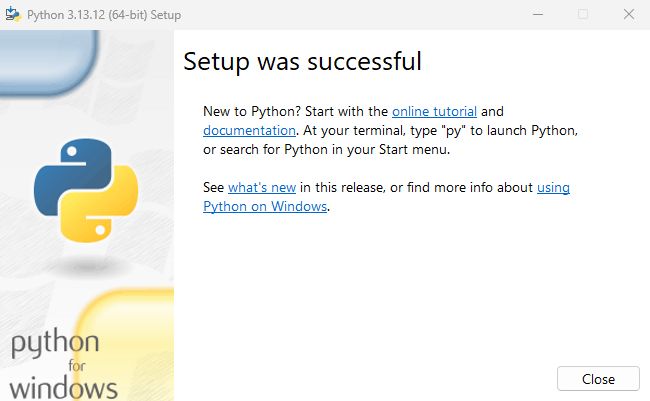 Python 3.13.12 (64-bit) Setup
Setup was successful
New to Python? Start with the online tutorial and
documentation. At your terminal, type "py" to launch Python,
or search for Python in your Start menu.
See what's new in this release, or find more info about using
Python on Windows.
python
for
windows
Close